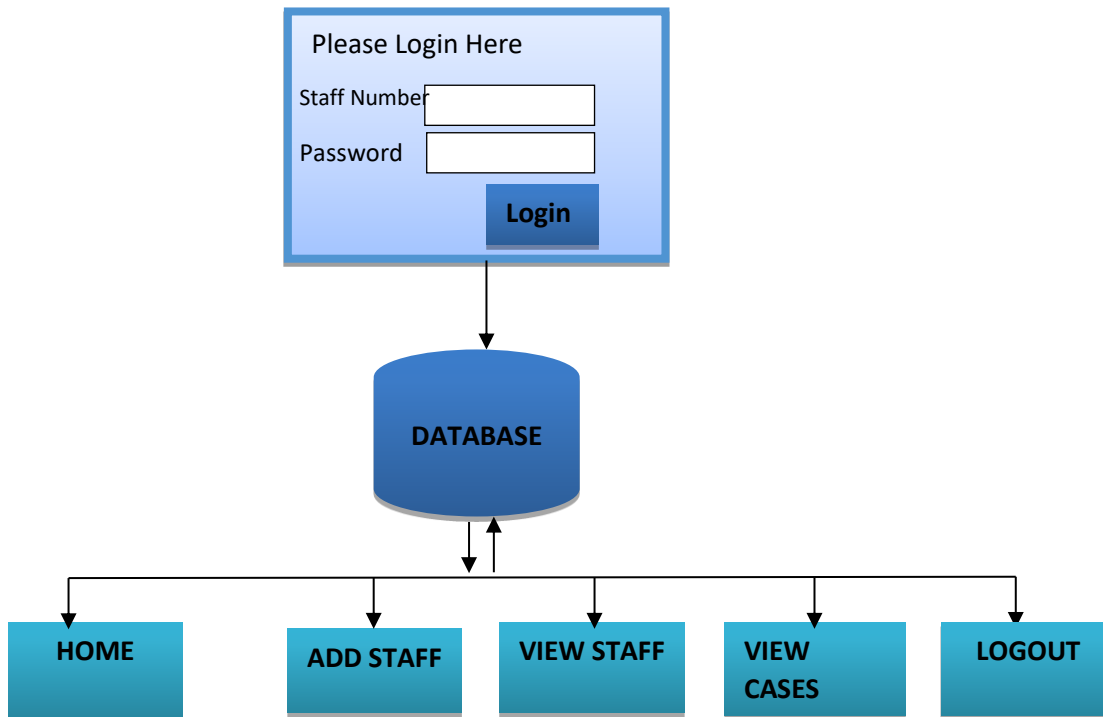 Please Login Here
Staff Number
Password
Login
DATABASE
HOME
ADD STAFF
VIEW STAFF
VIEW
CASES
LOGOUT